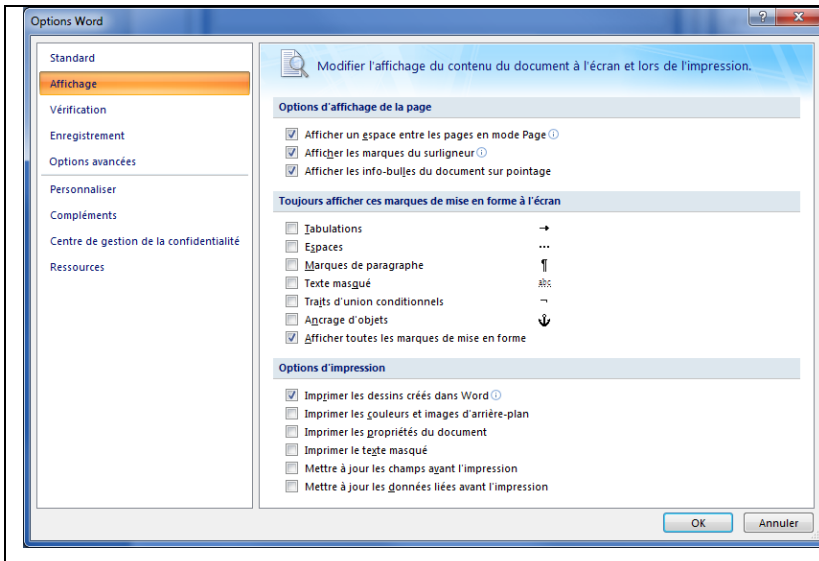 Options Word
Standard
Affichage
Vérification
Enregistrement
Options avancées
Personnaliser
Compléments
Centre de gestion de la confidentialité
Ressources
Modifier l'affichage du contenu du document à l'écran et lors de l'impression.
Options d'affichage de la page
Afficher un espace entre les pages en mode Page
Afficher les marques du surligneur
Afficher les info-bulles du document sur pointage
Toujours afficher ces marques de mise en forme à l'écran
Tabulations →
Espaces ...
Marques de paragraphe ¶
Texte masqué abc
Traits d'union conditionnels ¬
Ancrage d'objets
Afficher toutes les marques de mise en forme
Options d'impression
Imprimer les dessins créés dans Word
Imprimer les couleurs et images d'arrière-plan
Imprimer les propriétés du document
Imprimer le texte masqué
Mettre à jour les champs avant l'impression
Mettre à jour les données liées avant l'impression
OK Annuler